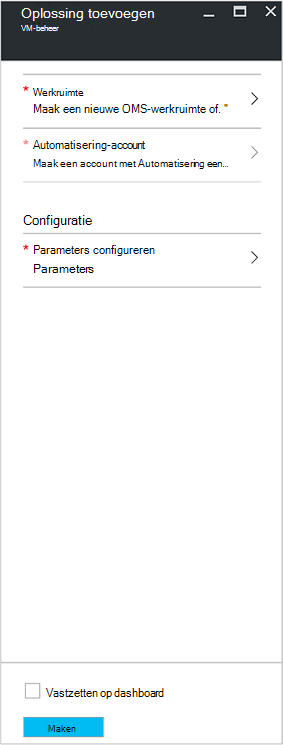 Oplossing toevoegen
VM-beheer
* Werkruimte
Maak een nieuwe OMS-werkruimte of. *
* Automatisering-account
Maak een account met Automatisering een...
Configuratie
* Parameters configureren
Parameters
Vastzetten op dashboard
Maken